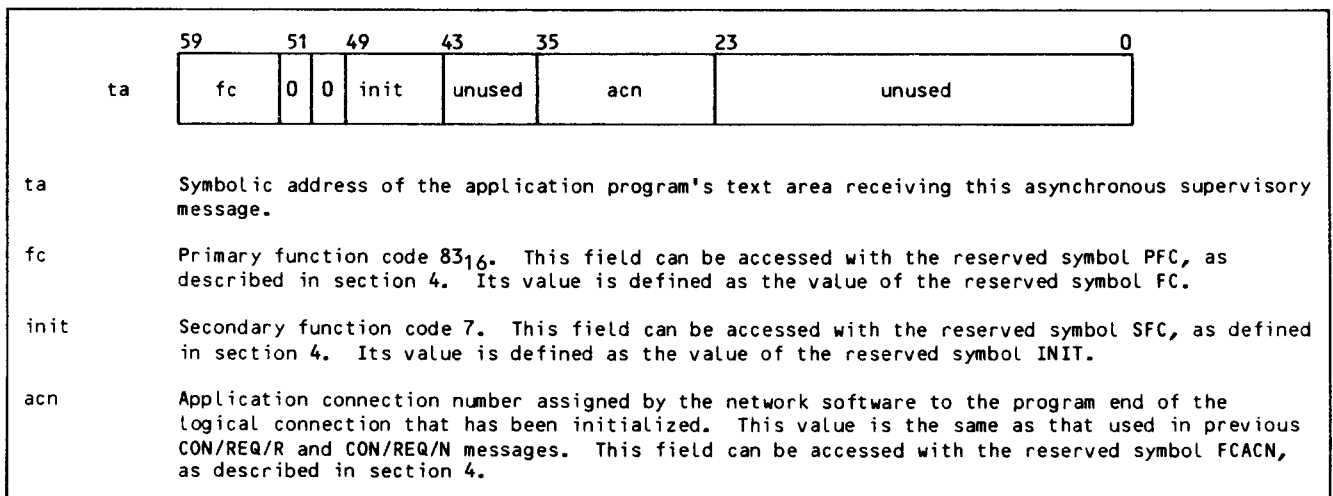 59 51 49 43 35 23 0
ta fc 0 0 init unused acn unused
ta Symbolic address of the application program's text area receiving this asynchronous supervisory
message.
fc Primary function code 83₁₆. This field can be accessed with the reserved symbol PFC, as
described in section 4. Its value is defined as the value of the reserved symbol FC.
init Secondary function code 7. This field can be accessed with the reserved symbol SFC, as defined
in section 4. Its value is defined as the value of the reserved symbol INIT.
acn Application connection number assigned by the network software to the program end of the
logical connection that has been initialized. This value is the same as that used in previous
CON/REQ/R and CON/REQ/N messages. This field can be accessed with the reserved symbol FCACN,
as described in section 4.